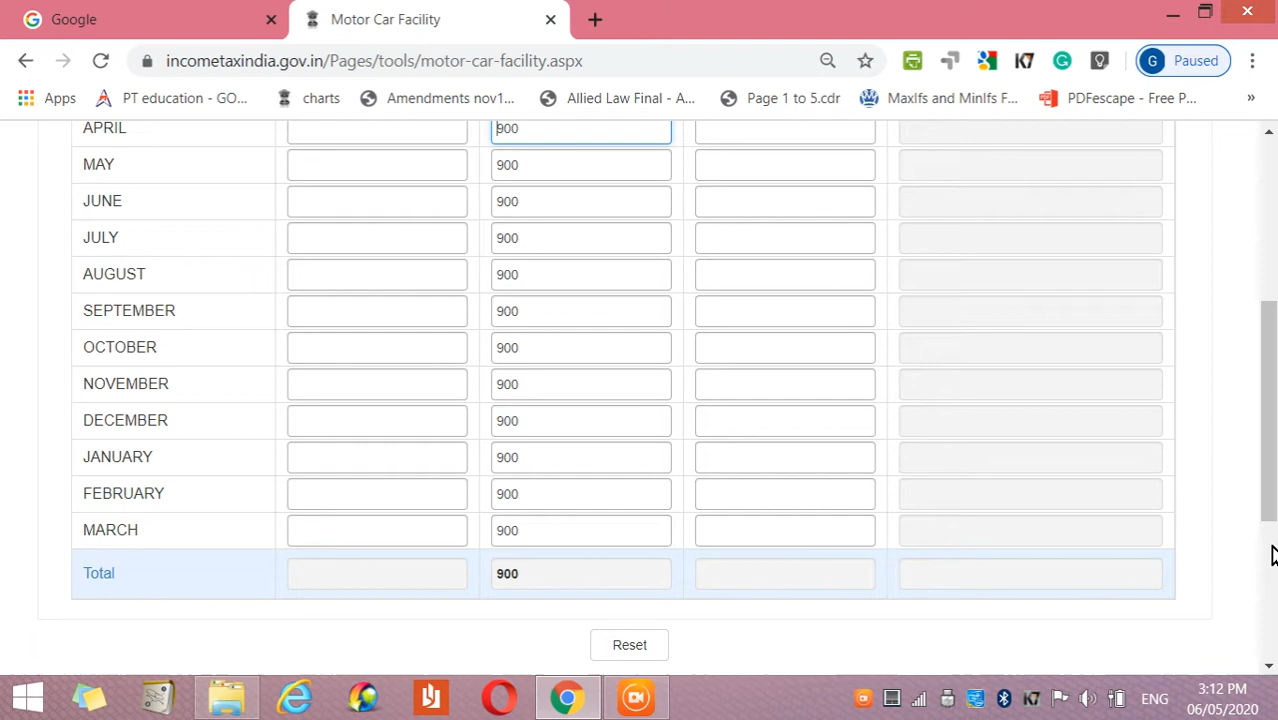 Google
Motor Car Facility
incometaxindia.gov.in/Pages/tools/motor-car-facility.aspx
K7
G Paused
Apps PT education - GO... charts Amendments nov1... Allied Law Final - A... Page 1 to 5.cdr MaxIfs and MinIfs F... PDFescape - Free P... »
APRIL 900
MAY 900
JUNE 900
JULY 900
AUGUST 900
SEPTEMBER 900
OCTOBER 900
NOVEMBER 900
DECEMBER 900
JANUARY 900
FEBRUARY 900
MARCH 900
Total 900
Reset
K7 ENG 3:12 PM
06/05/2020